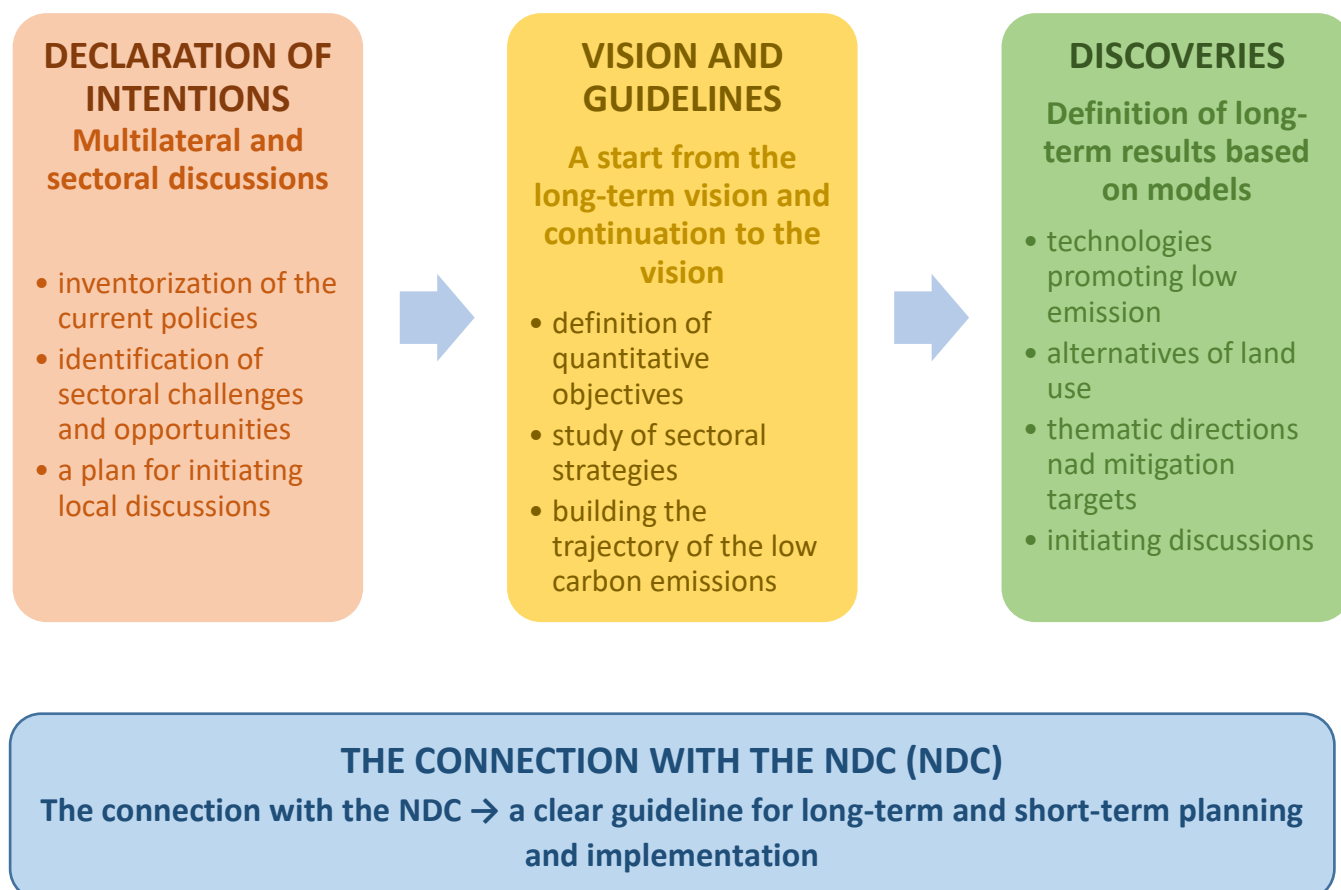 DECLARATION OF
INTENTIONS
Multilateral and
sectoral discussions
• inventorization of the
current policies
• identification of
sectoral challenges
and opportunities
• a plan for initiating
local discussions
VISION AND
GUIDELINES
A start from the
long-term vision and
continuation to the
vision
• definition of
quantitative
objectives
• study of sectoral
strategies
• building the
trajectory of the low
carbon emissions
DISCOVERIES
Definition of long-
term results based
on models
• technologies
promoting low
emission
• alternatives of land
use
• thematic directions
nad mitigation
targets
• initiating discussions
THE CONNECTION WITH THE NDC (NDC)
The connection with the NDC → a clear guideline for long-term and short-term planning
and implementation